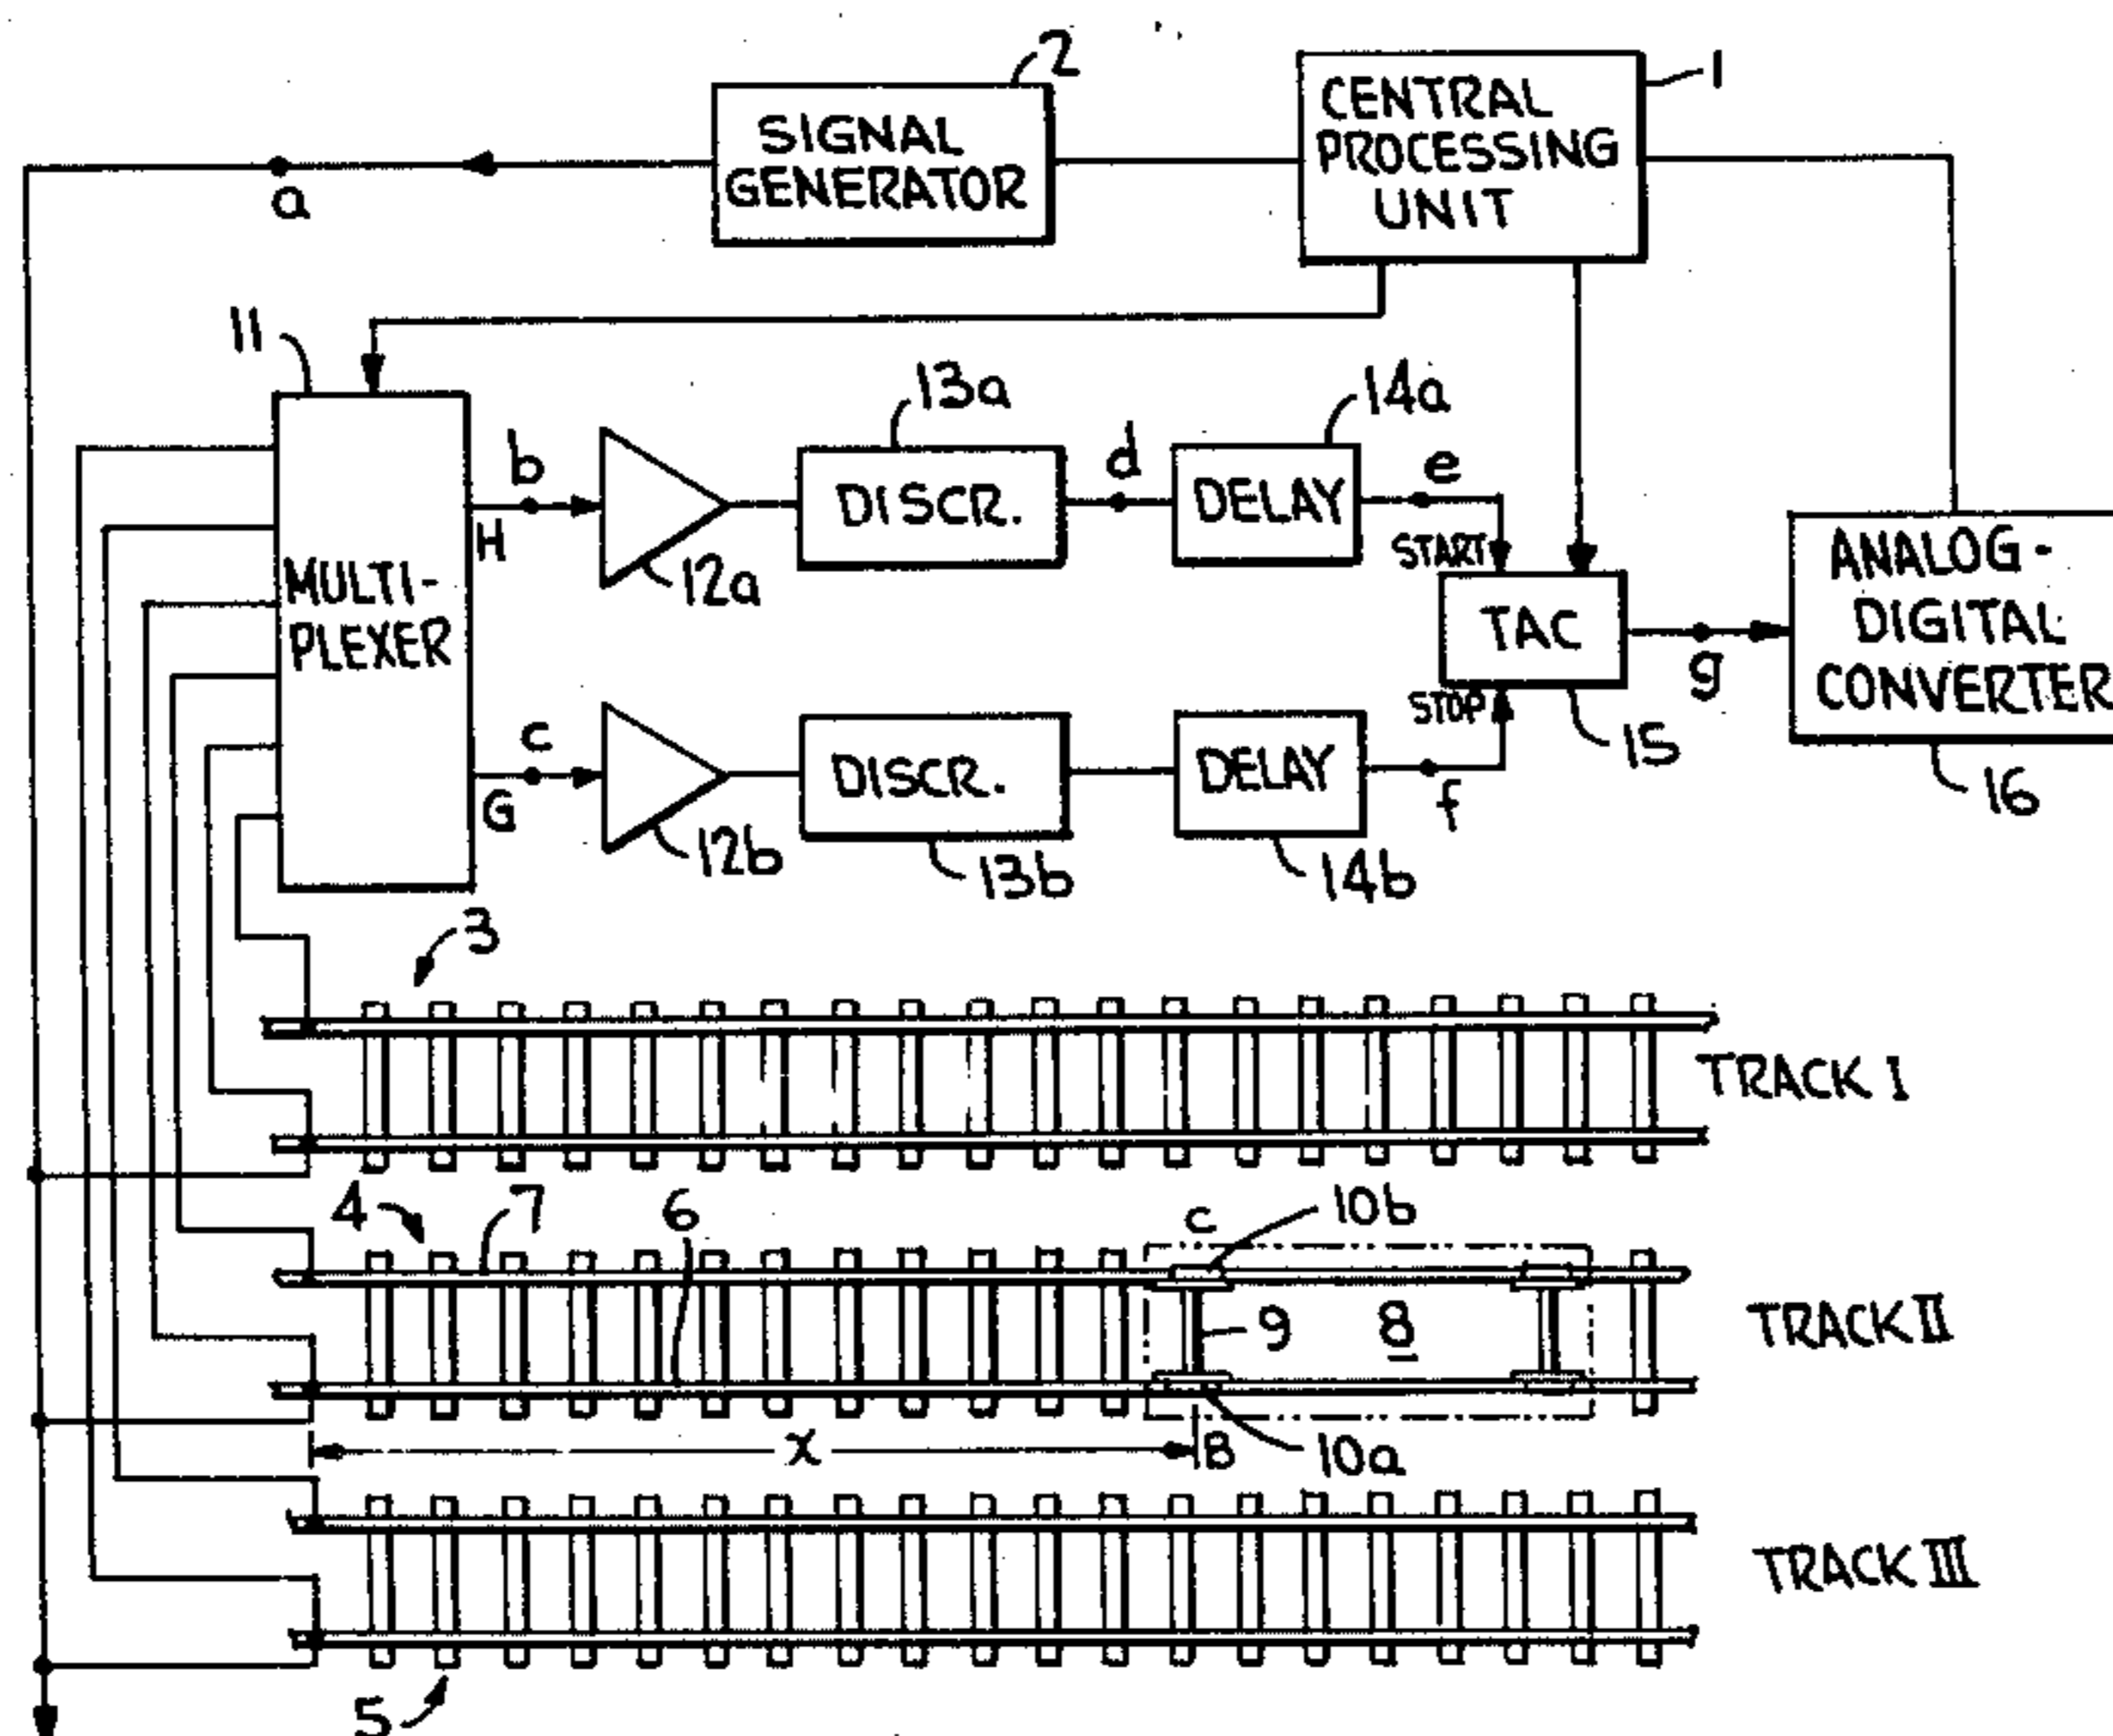 2
1
SIGNAL
GENERATOR
CENTRAL
PROCESSING
UNIT
a
11
13a
14a
b
d
e
H
DISCR.
DELAY
START
12a
MULTI-
PLEXER
TAC
g
ANALOG-
DIGITAL
CONVERTER
STOP
15
16
c
G
DISCR.
DELAY
f
12b
13b
14b
3
TRACK I
4
7
6
c
10b
9
8
TRACK II
x
B
10a
TRACK III
5